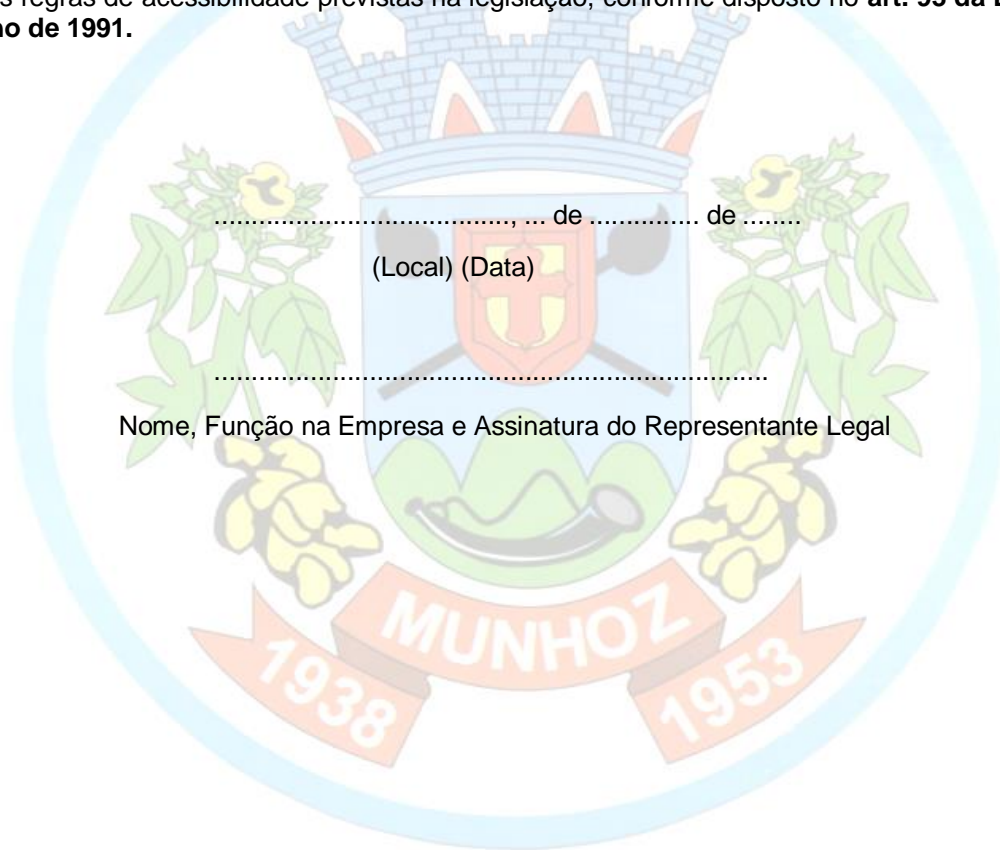 s regras de acessibilidade previstas na legislação, conforme disposto no art. 93 da
ho de 1991.
......................................., ... de ............... de ........
(Local) (Data)
..........................................................................
Nome, Função na Empresa e Assinatura do Representante Legal
MUNHOZ
1938
1953